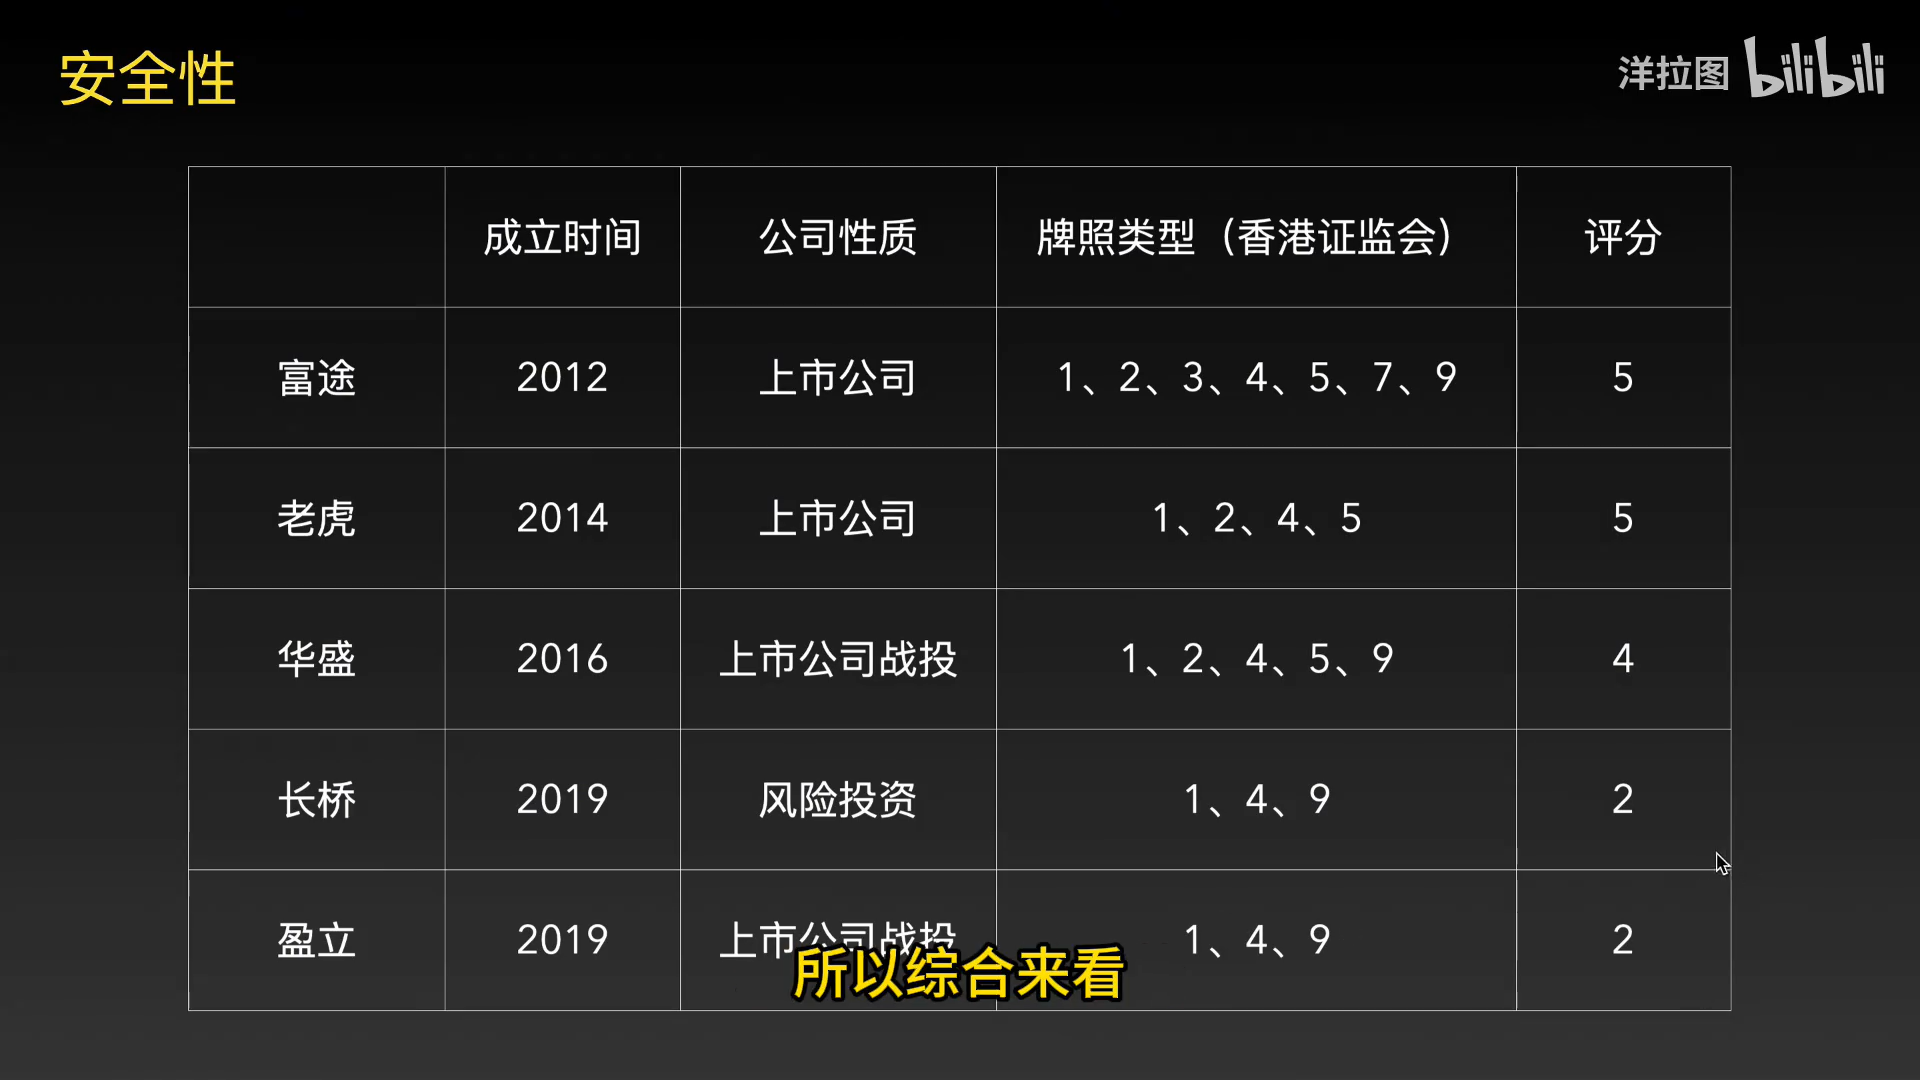 安全性
洋拉图 bilibili
成立时间 公司性质 牌照类型（香港证监会） 评分
富途 2012 上市公司 1、2、3、4、5、7、9 5
老虎 2014 上市公司 1、2、4、5 5
华盛 2016 上市公司战投 1、2、4、5、9 4
长桥 2019 风险投资 1、4、9 2
盈立 2019 上市公司战投 1、4、9 2
所以综合来看